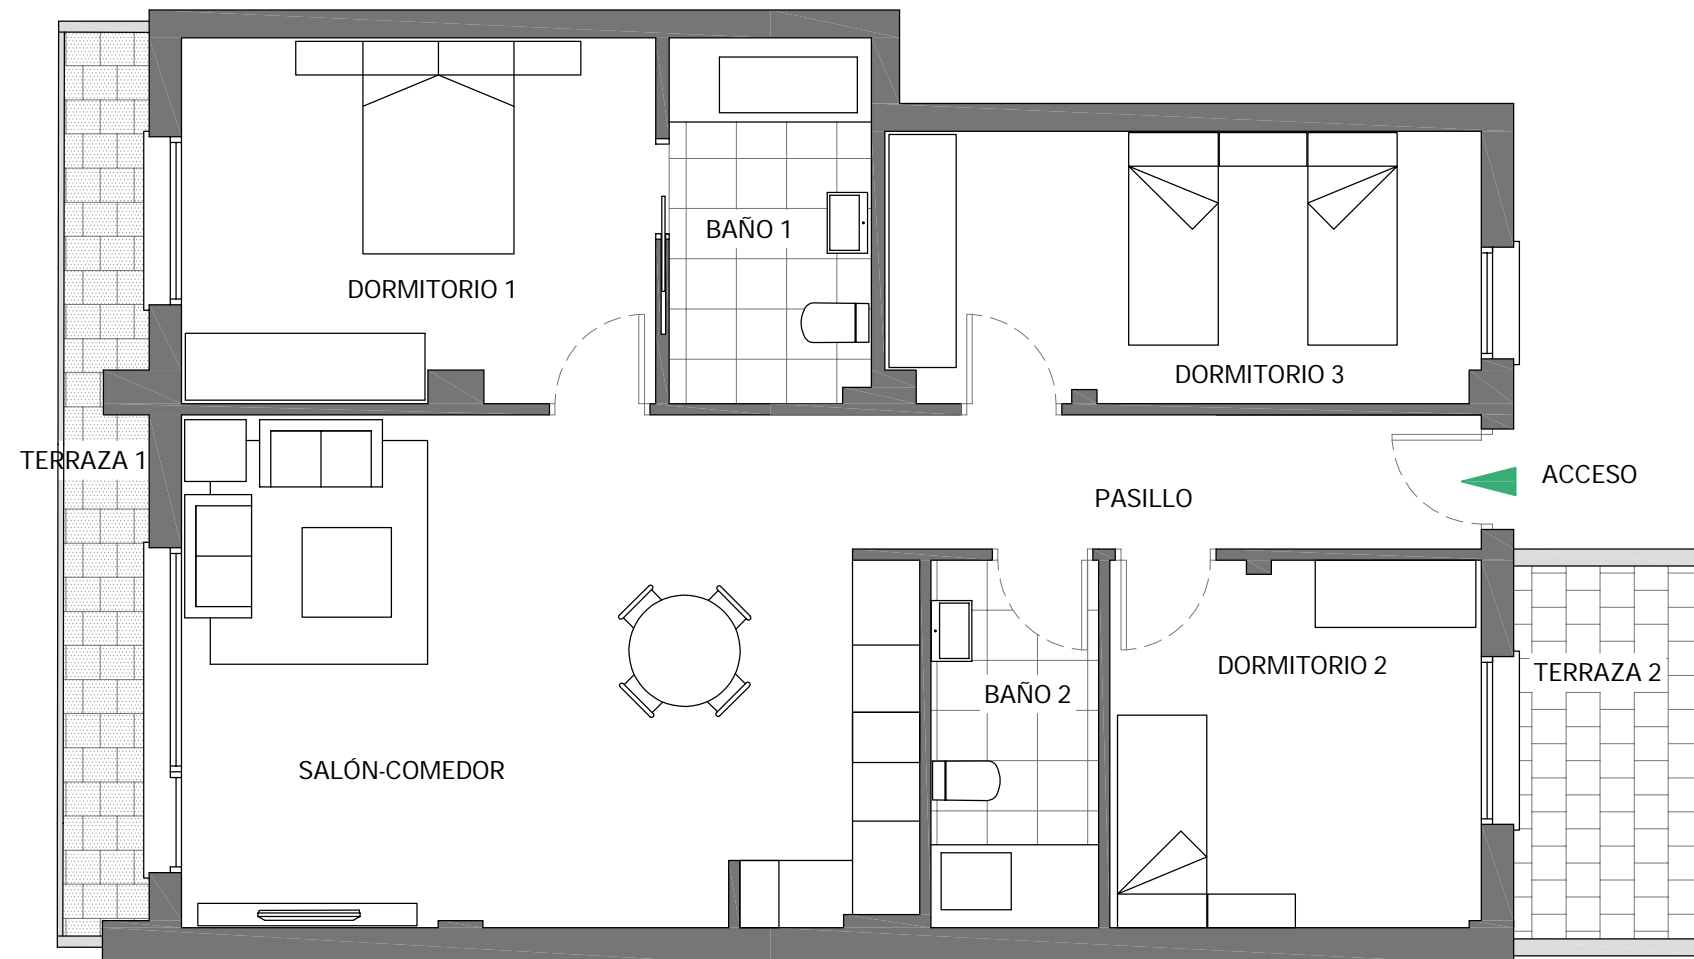 BAÑO 1
DORMITORIO 1
DORMITORIO 3
TERRAZA 1
ACCESO
PASILLO
DORMITORIO 2
TERRAZA 2
BAÑO 2
SALÓN-COMEDOR